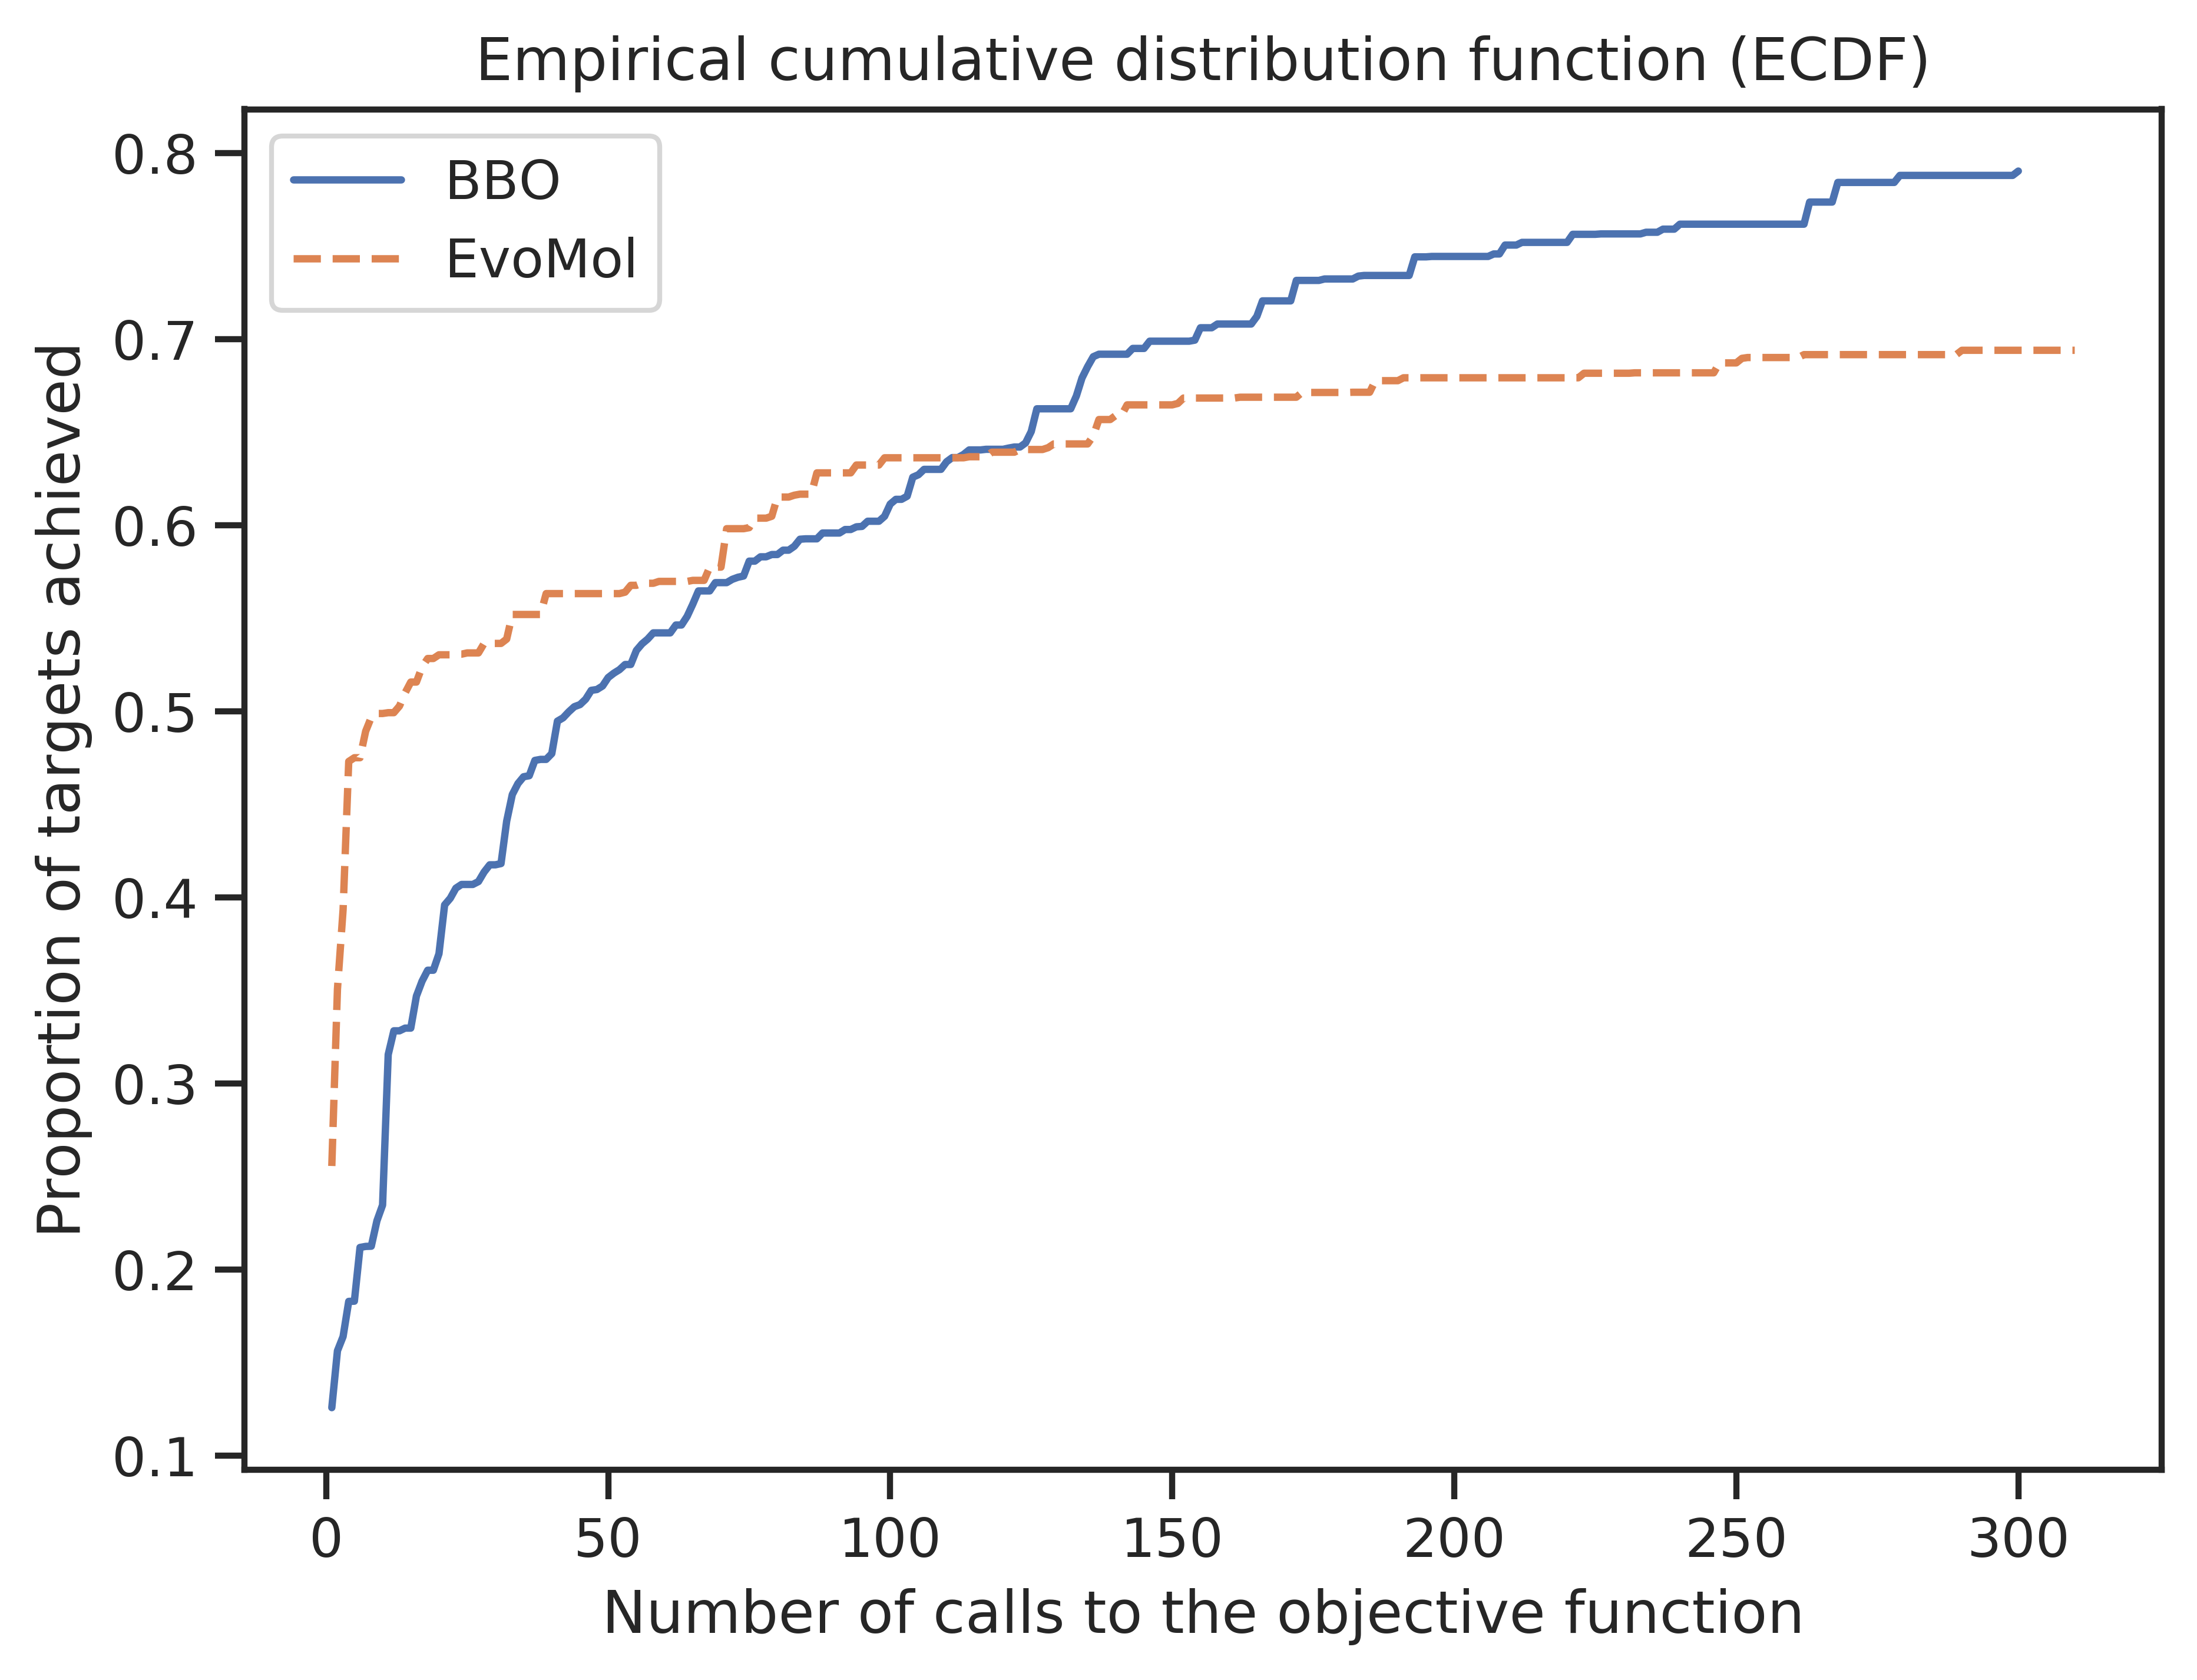 Empirical cumulative distribution function (ECDF)
BBO
EvoMol
Proportion of targets achieved
0.8
0.7
0.6
0.5
0.4
0.3
0.2
0.1
0 50 100 150 200 250 300
Number of calls to the objective function